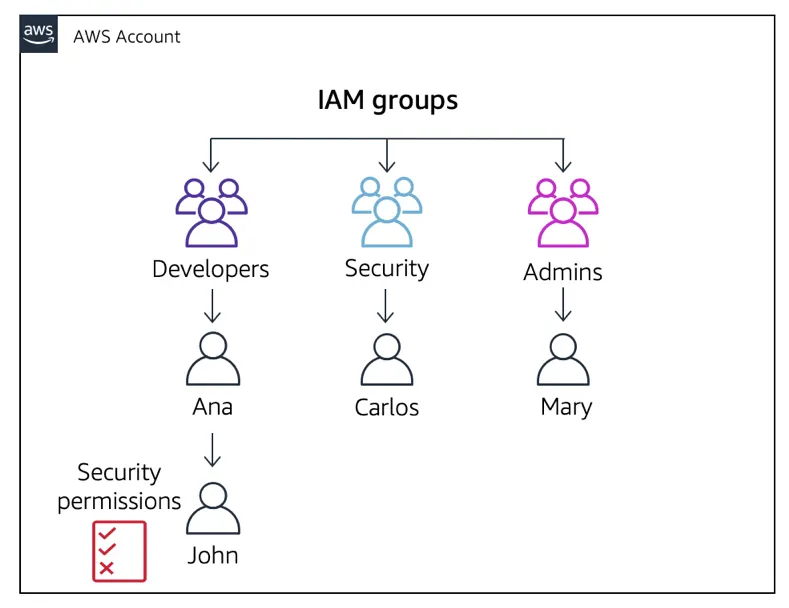 aws
AWS Account
IAM groups
Developers
Security
Admins
Ana
Carlos
Mary
Security
permissions
John